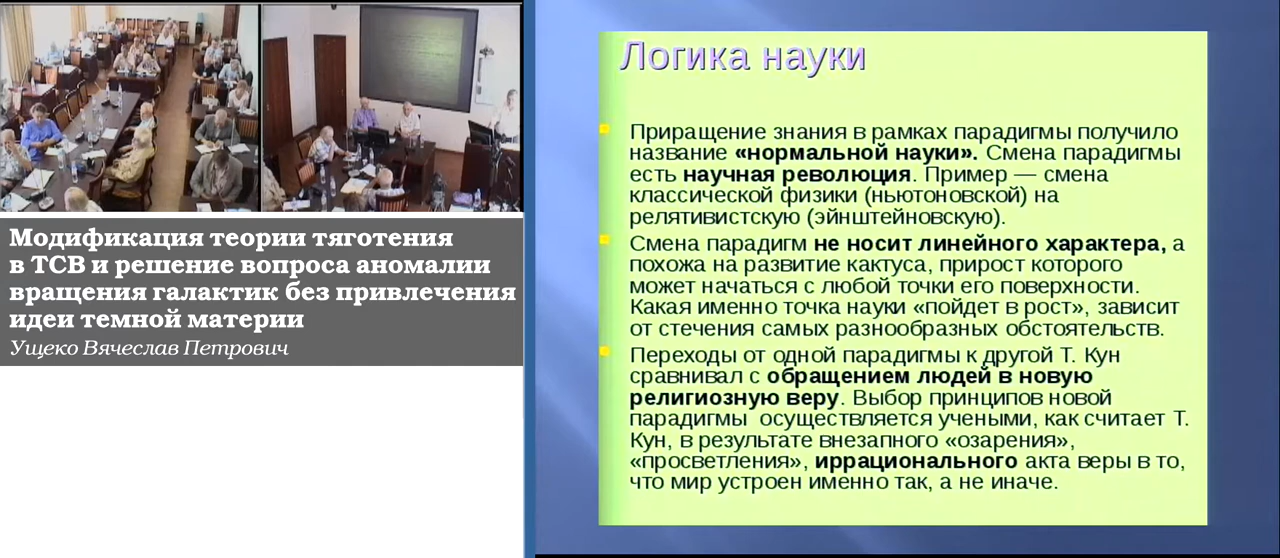 Модификация теории тяготения
в ТСВ и решение вопроса аномалии
вращения галактик без привлечения
идеи темной материи
Ущеко Вячеслав Петрович
Логика науки
Приращение знания в рамках парадигмы получило
название «нормальной науки». Смена парадигмы
есть научная революция. Пример — смена
классической физики (ньютоновской) на
релятивистскую (эйнштейновскую).
Смена парадигм не носит линейного характера, а
похожа на развитие кактуса, прирост которого
может начаться с любой точки его поверхности.
Какая именно точка науки «пойдет в рост», зависит
от стечения самых разнообразных обстоятельств.
Переходы от одной парадигмы к другой Т. Кун
сравнивал с обращением людей в новую
религиозную веру. Выбор принципов новой
парадигмы осуществляется учеными, как считает Т.
Кун, в результате внезапного «озарения»,
«просветления», иррационального акта веры в то,
что мир устроен именно так, а не иначе.